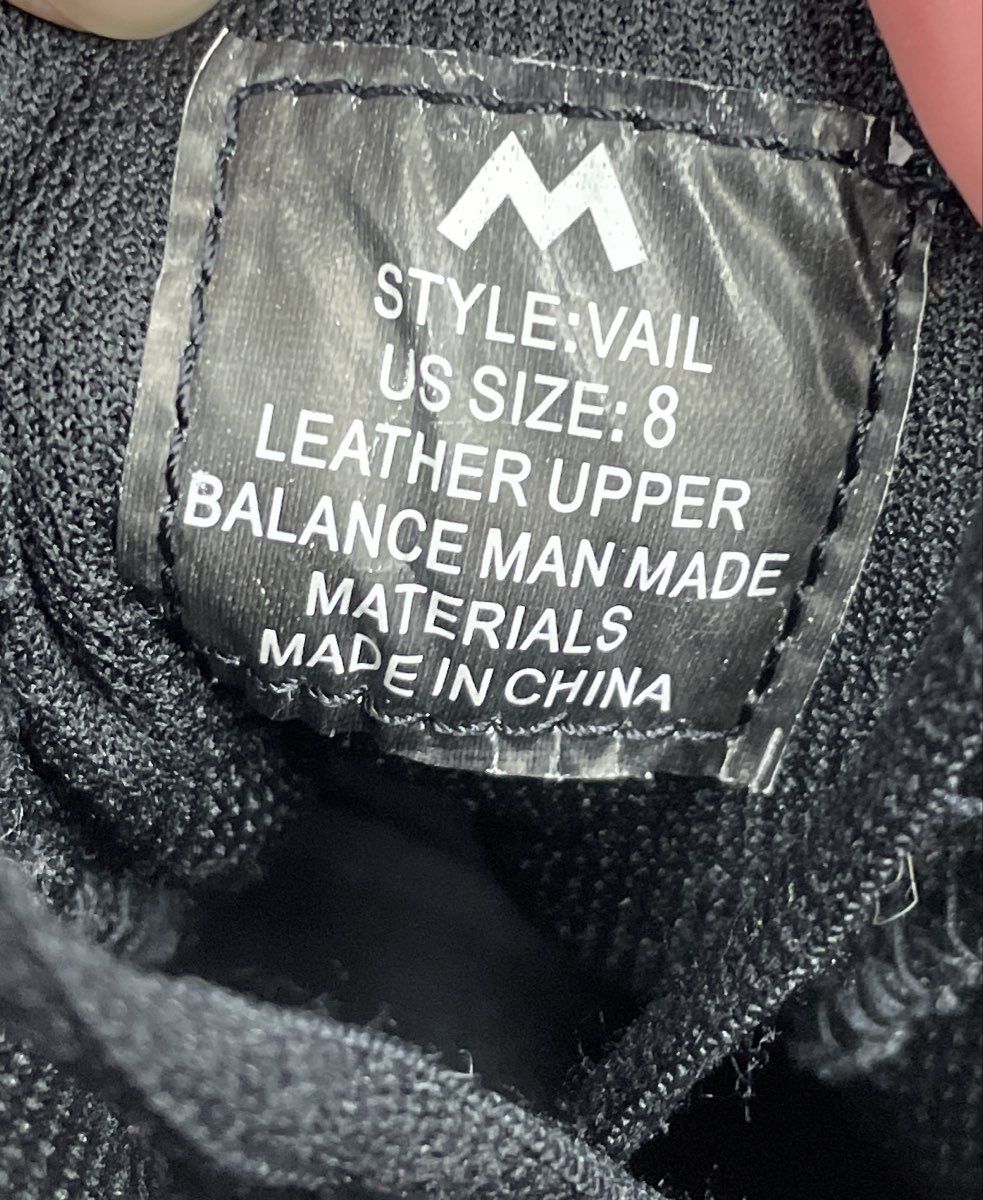 M
STYLE:VAIL
US SIZE: 8
LEATHER UPPER
BALANCE MAN MADE
MATERIALS
MADE IN CHINA